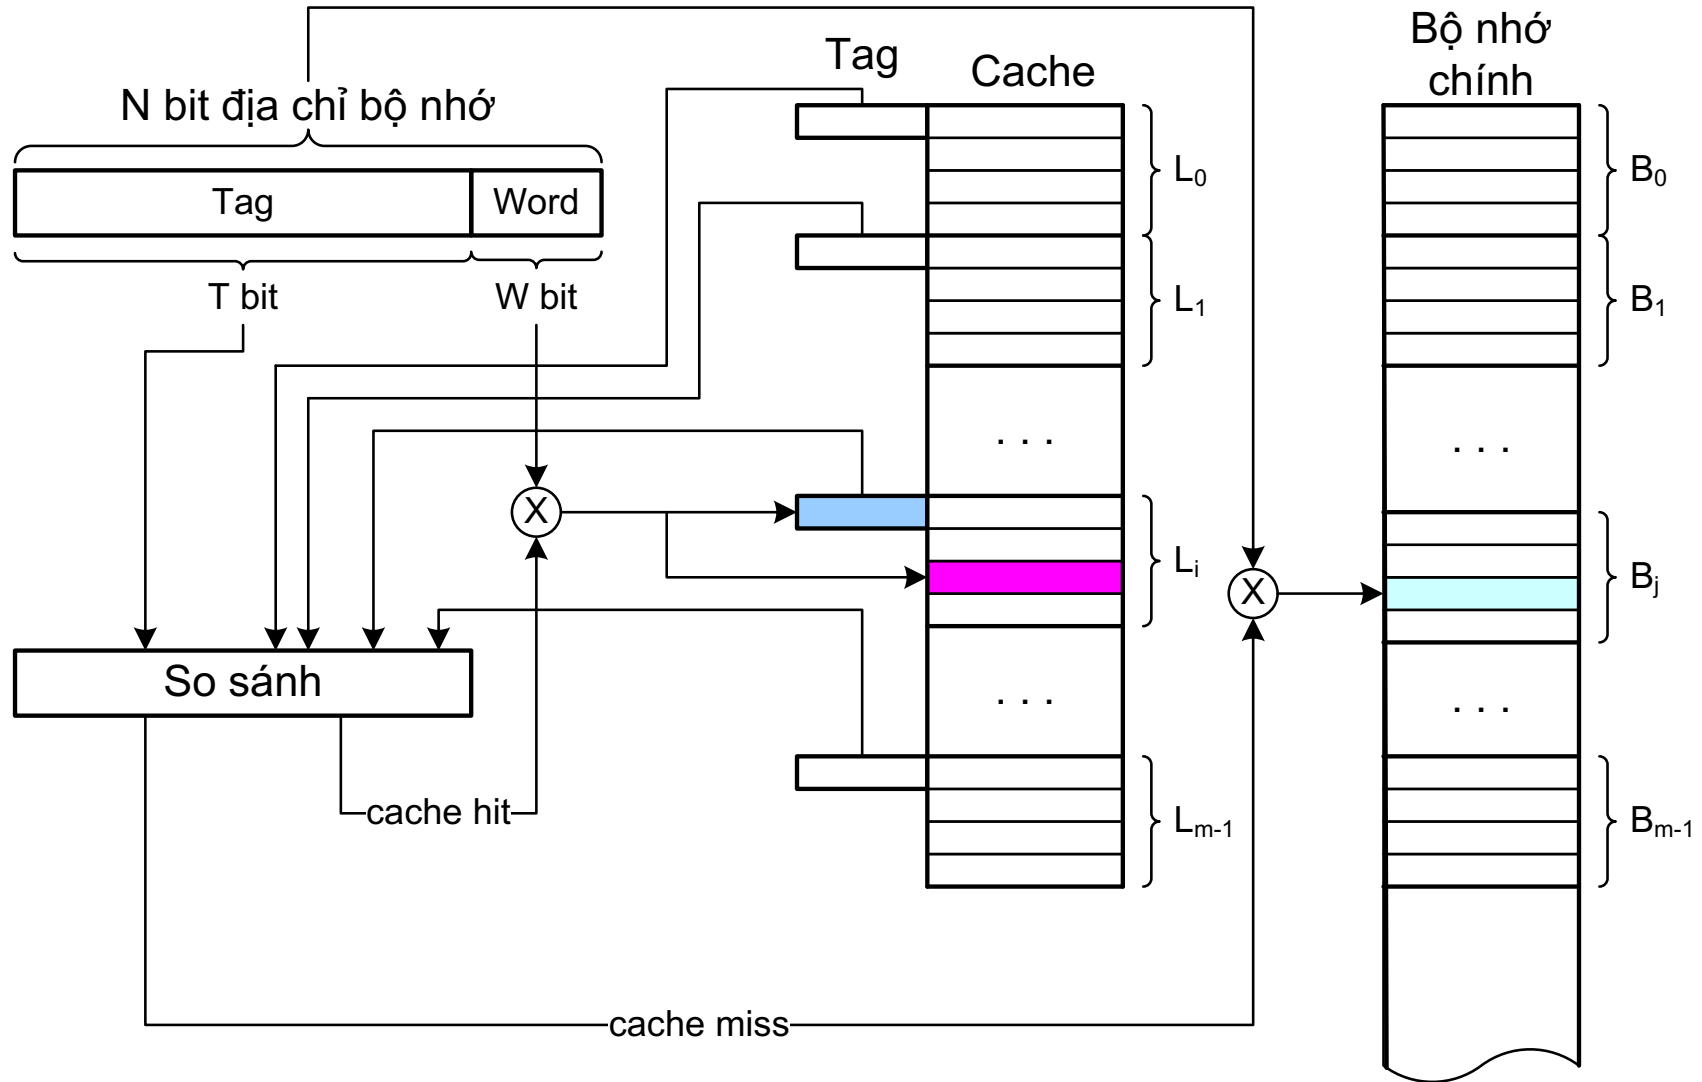 N bit địa chỉ bộ nhớ
Tag
Word
T bit
W bit
So sánh
cache hit
cache miss
X
Tag
Cache
L0
L1
. . .
Li
. . .
Lm-1
X
Bộ nhớ
chính
B0
B1
. . .
Bj
. . .
Bm-1